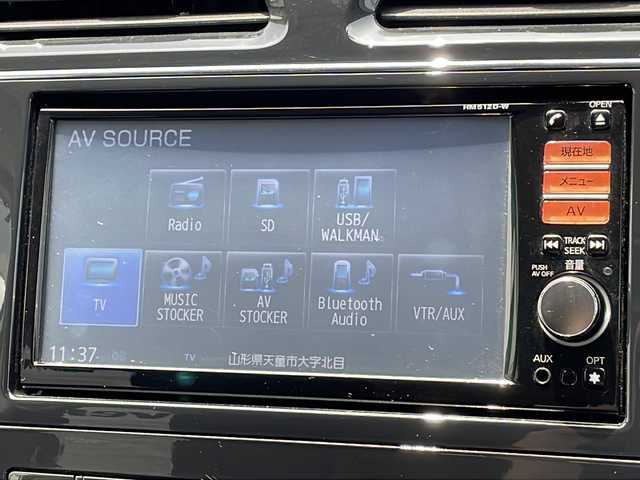 HM512D-W
OPEN
AV SOURCE
Radio
SD
USB/
WALKMAN
TV
MUSIC
STOCKER
AV
STOCKER
Bluetooth
Audio
VTR/AUX
11:37
TV
山形県天童市大字北目
現在地
メニュー
AV
TRACK
SEEK
音量
PUSH
AV OFF
AUX
OPT